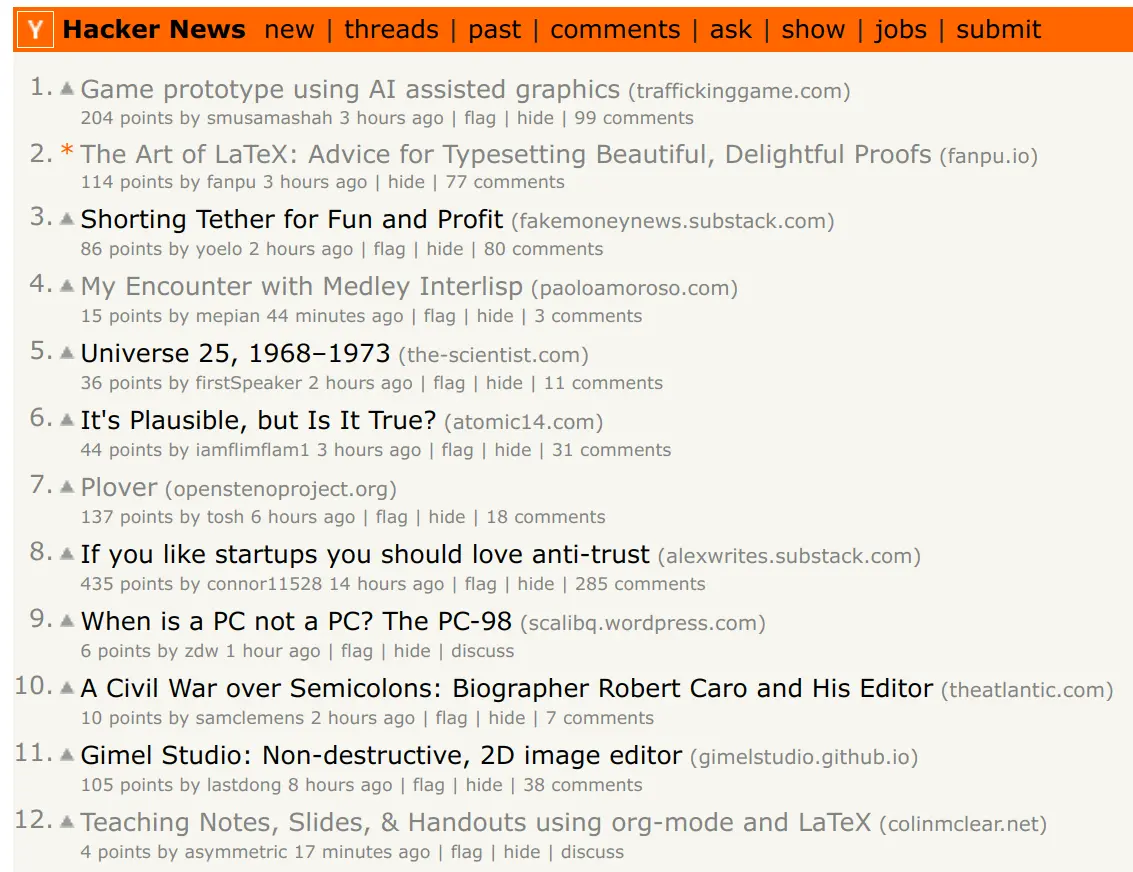 Y Hacker News new | threads | past | comments | ask | show | jobs | submit
1. Game prototype using AI assisted graphics (traffickinggame.com)
204 points by smusamashah 3 hours ago | flag | hide | 99 comments
2. * The Art of LaTeX: Advice for Typesetting Beautiful, Delightful Proofs (fanpu.io)
114 points by fanpu 3 hours ago | hide | 77 comments
3. Shorting Tether for Fun and Profit (fakemoneynews.substack.com)
86 points by yoelo 2 hours ago | flag | hide | 80 comments
4. My Encounter with Medley Interlisp (paoloamoroso.com)
15 points by mepian 44 minutes ago | flag | hide | 3 comments
5. Universe 25, 1968–1973 (the-scientist.com)
36 points by firstSpeaker 2 hours ago | flag | hide | 11 comments
6. It's Plausible, but Is It True? (atomic14.com)
44 points by iamflimflam1 3 hours ago | flag | hide | 31 comments
7. Plover (openstenoproject.org)
137 points by tosh 6 hours ago | flag | hide | 18 comments
8. If you like startups you should love anti-trust (alexwrites.substack.com)
435 points by connor11528 14 hours ago | flag | hide | 285 comments
9. When is a PC not a PC? The PC-98 (scalibq.wordpress.com)
6 points by zdw 1 hour ago | flag | hide | discuss
10. A Civil War over Semicolons: Biographer Robert Caro and His Editor (theatlantic.com)
10 points by samclemens 2 hours ago | flag | hide | 7 comments
11. Gimel Studio: Non-destructive, 2D image editor (gimelstudio.github.io)
105 points by lastdong 8 hours ago | flag | hide | 38 comments
12. Teaching Notes, Slides, & Handouts using org-mode and LaTeX (colinmclear.net)
4 points by asymmetric 17 minutes ago | flag | hide | discuss